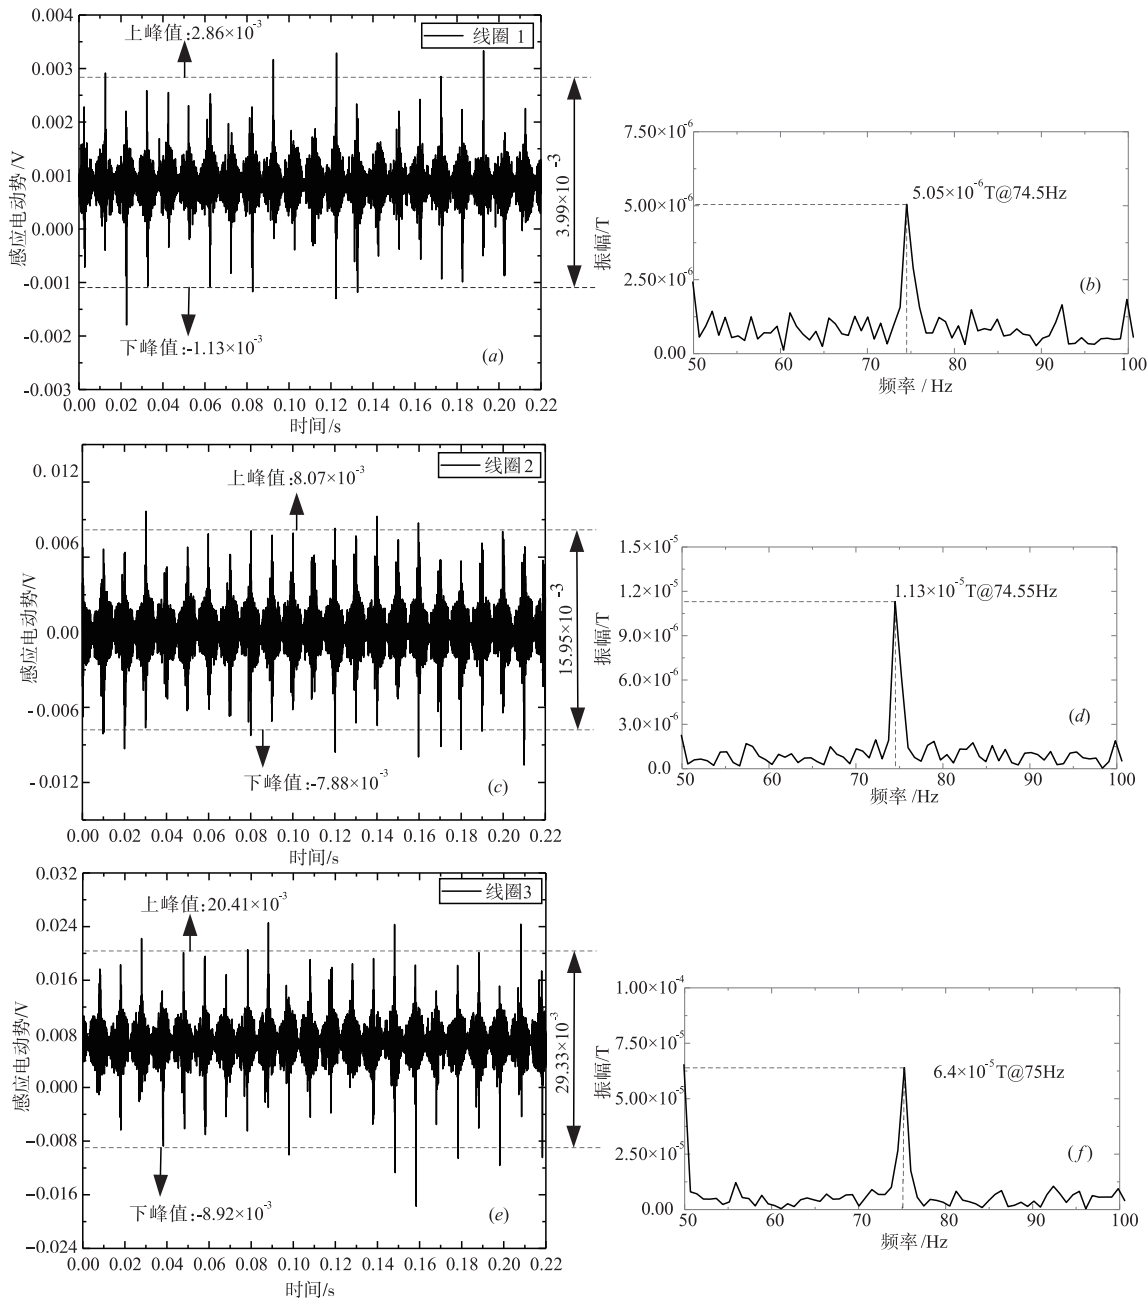 0.004
0.003
0.002
0.001
0.000
-0.001
-0.002
-0.003
感应电动势 /V
上峰值:2.86×10⁻³
线圈 1
3.99×10⁻³
下峰值:-1.13×10⁻³
(a)
0.00 0.02 0.04 0.06 0.08 0.10 0.12 0.14 0.16 0.18 0.20 0.22
时间/s
7.50×10⁻⁶
5.00×10⁻⁶
2.50×10⁻⁶
0.00
振幅/T
5.05×10⁻⁶T@74.5Hz
(b)
50 60 70 80 90 100
频率 / Hz
0.012
0.006
0.00
-0.006
-0.012
感应电动势/V
上峰值:8.07×10⁻³
线圈2
15.95×10⁻³
下峰值:-7.88×10⁻³
(c)
0.00 0.02 0.04 0.06 0.08 0.10 0.12 0.14 0.16 0.18 0.20 0.22
时间/s
1.5×10⁻⁵
1.2×10⁻⁵
9.0×10⁻⁶
6.0×10⁻⁶
3.0×10⁻⁶
0.0
振幅/T
1.13×10⁻⁵T@74.55Hz
(d)
50 60 70 80 90 100
频率 /Hz
0.032
0.024
0.016
0.008
0.000
-0.008
-0.016
-0.024
感应电动势/V
上峰值:20.41×10⁻³
线圈3
29.33×10⁻³
下峰值:-8.92×10⁻³
(e)
0.00 0.02 0.04 0.06 0.08 0.10 0.12 0.14 0.16 0.18 0.20 0.22
时间/s
1.00×10⁻⁴
7.50×10⁻⁵
5.00×10⁻⁵
2.50×10⁻⁵
0.00
振幅/T
6.4×10⁻⁵T@75Hz
(f)
50 60 70 80 90 100
频率/Hz